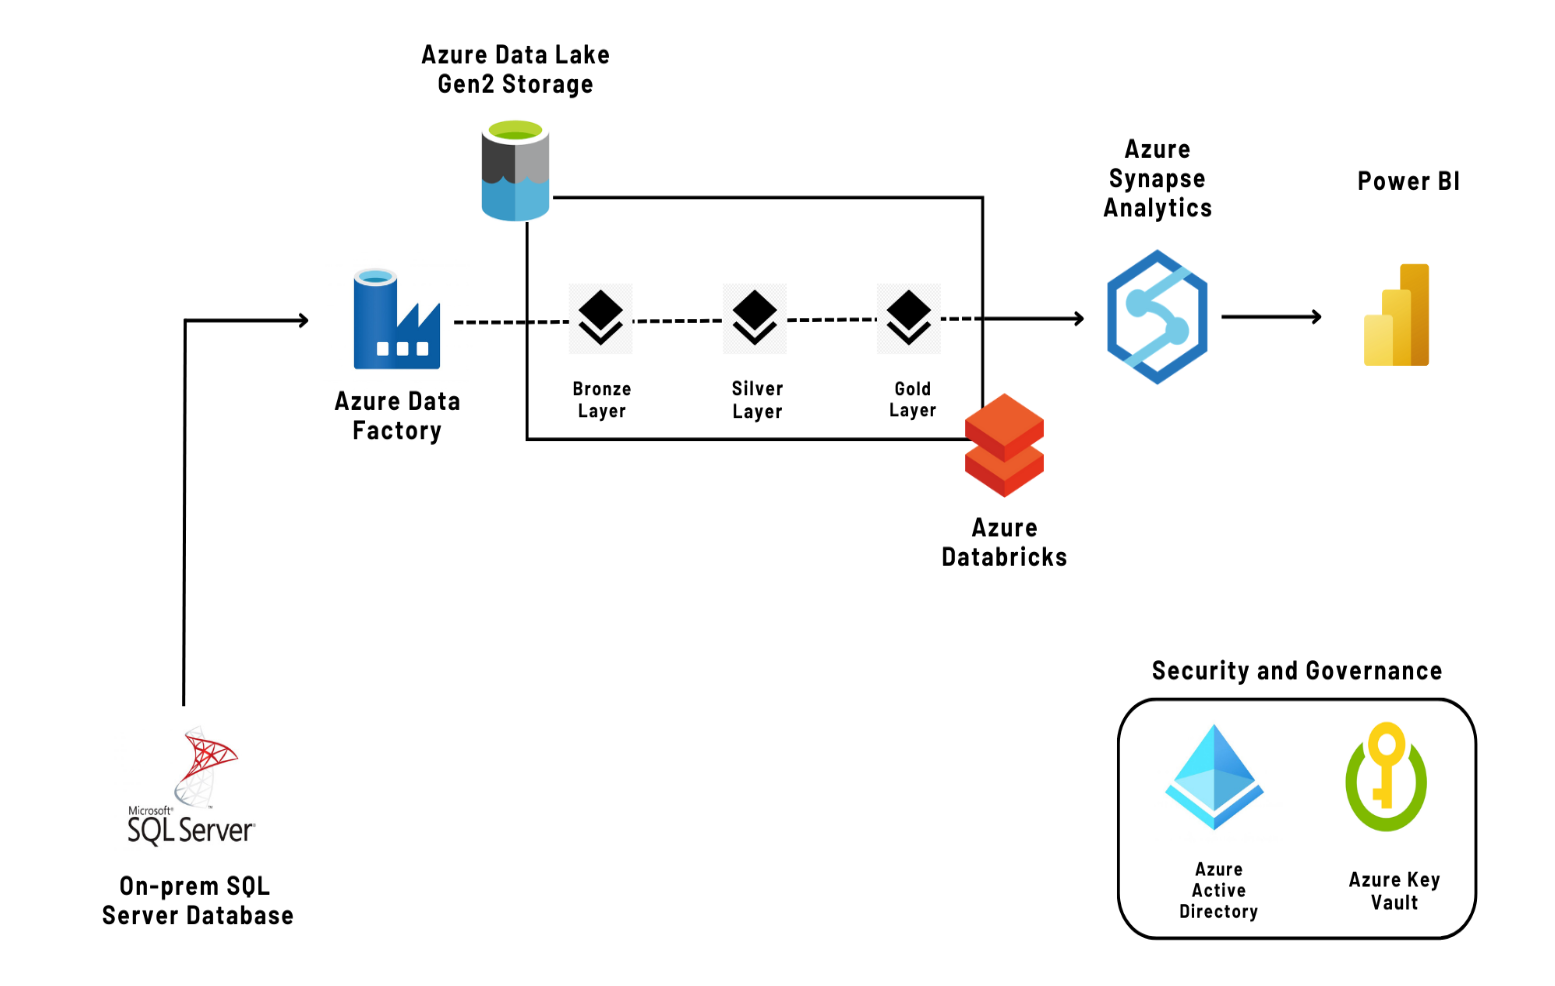 Azure Data Lake
Gen2 Storage
Azure
Synapse
Analytics
Power BI
Azure Data
Factory
Bronze
Layer
Silver
Layer
Gold
Layer
Azure
Databricks
Security and Governance
Azure
Active
Directory
Azure Key
Vault
Microsoft®
SQL Server®
On-prem SQL
Server Database